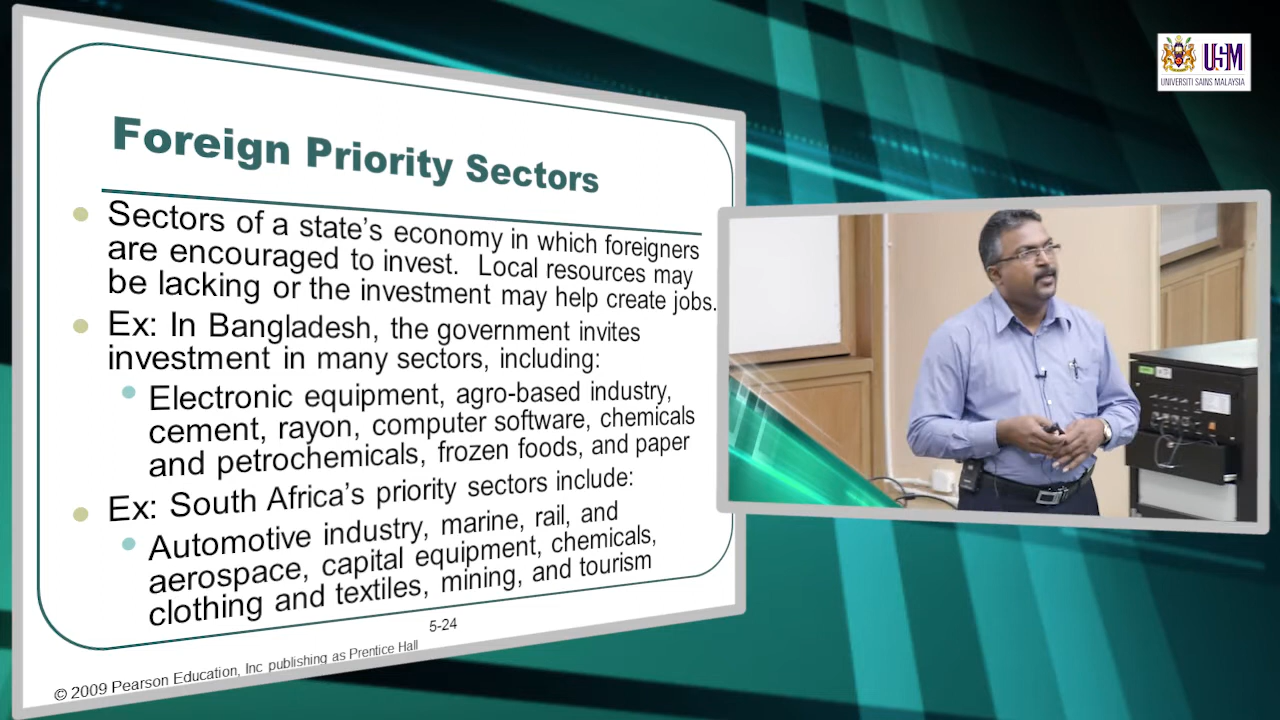 Foreign Priority Sectors
Sectors of a state's economy in which foreigners
are encouraged to invest. Local resources may
be lacking or the investment may help create jobs.
Ex: In Bangladesh, the government invites
investment in many sectors, including:
Electronic equipment, agro-based industry,
cement, rayon, computer software, chemicals
and petrochemicals, frozen foods, and paper
Ex: South Africa's priority sectors include:
Automotive industry, marine, rail, and
aerospace, capital equipment, chemicals,
clothing and textiles, mining, and tourism
5-24
© 2009 Pearson Education, Inc publishing as Prentice Hall
USM
UNIVERSITI SAINS MALAYSIA